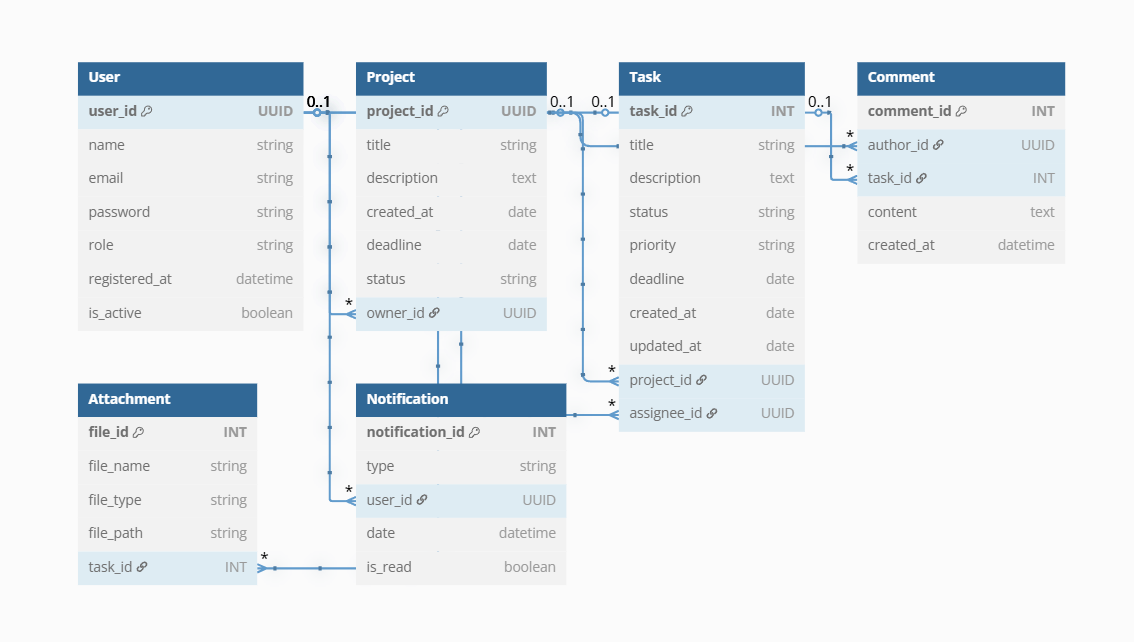 User
user_id UUID
name string
email string
password string
role string
registered_at datetime
is_active boolean
0..1
Project
project_id UUID
title string
description text
created_at date
deadline date
status string
* owner_id UUID
0..1
0..1
Task
task_id INT
title string
description text
status string
priority string
deadline date
created_at date
updated_at date
* project_id UUID
* assignee_id UUID
0..1
Comment
comment_id INT
* author_id UUID
* task_id INT
content text
created_at datetime
Attachment
file_id INT
file_name string
file_type string
file_path string
task_id INT *
Notification
notification_id INT
type string
* user_id UUID
date datetime
is_read boolean